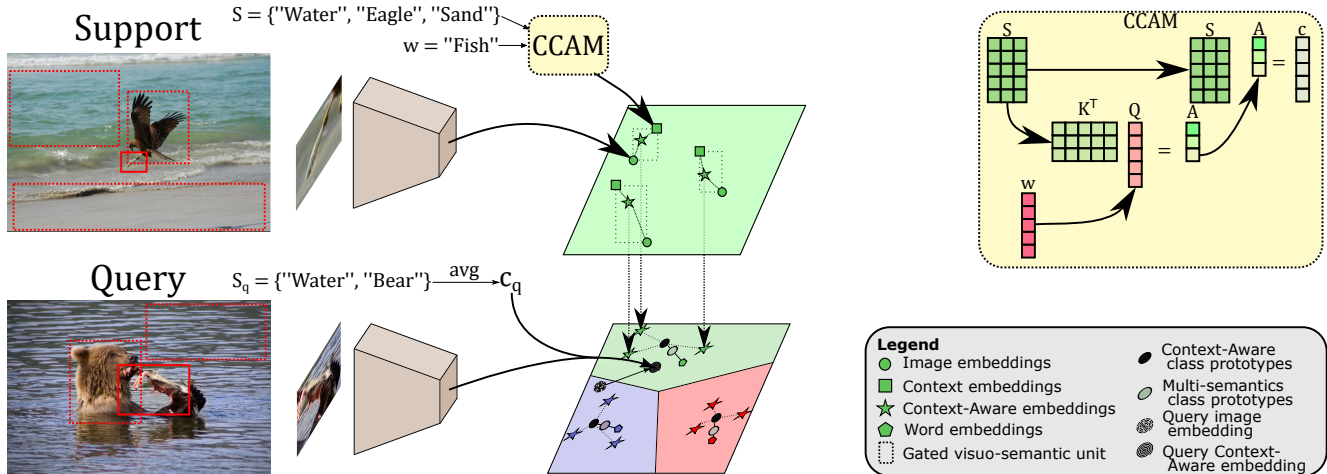 Support
S = {"Water", "Eagle", "Sand"}
w = "Fish"
CCAM
CCAM
S
S
A
c
=
K^T
Q
A
=
w
Query
S_q = {"Water", "Bear"}
avg
c_q
Legend
Image embeddings
Context embeddings
Context-Aware embeddings
Word embeddings
Gated visuo-semantic unit
Context-Aware
class prototypes
Multi-semantics
class prototypes
Query image
embedding
Query Context-
Aware embedding